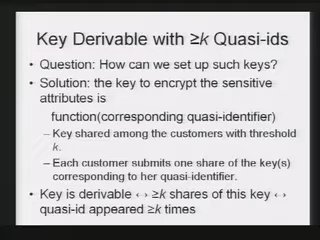 Key Derivable with ≥k Quasi-ids
• Question: How can we set up such keys?
• Solution: the key to encrypt the sensitive
attributes is
function(corresponding quasi-identifier)
– Key shared among the customers with threshold
k.
– Each customer submits one share of the key(s)
corresponding to her quasi-identifier.
• Key is derivable ↔ ≥k shares of this key ↔
quasi-id appeared ≥k times